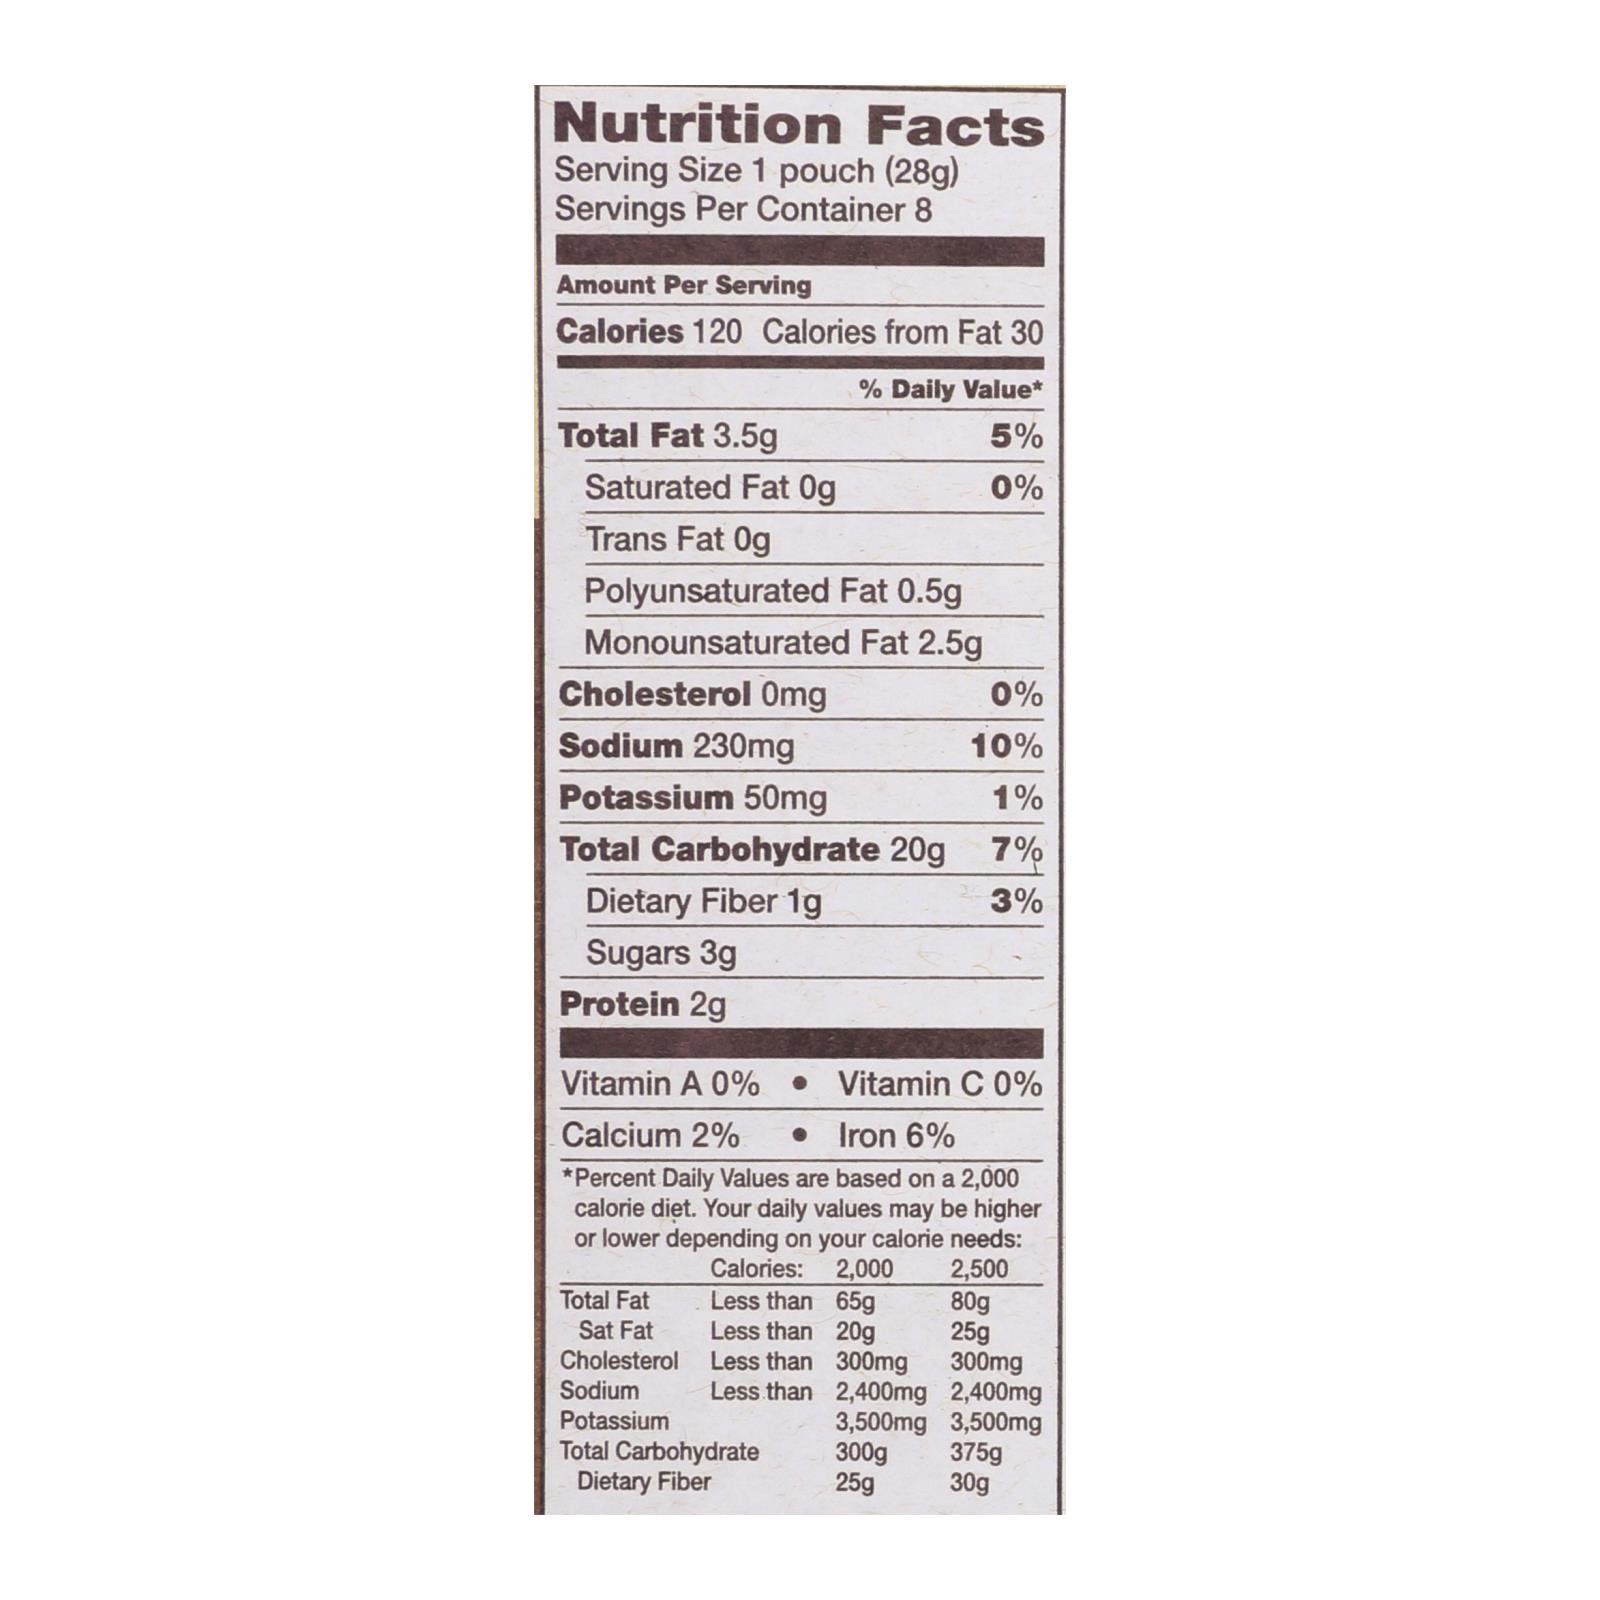 Nutrition Facts
Serving Size 1 pouch (28g)
Servings Per Container 8
Amount Per Serving
Calories 120 Calories from Fat 30
% Daily Value*
Total Fat 3.5g 5%
Saturated Fat 0g 0%
Trans Fat 0g
Polyunsaturated Fat 0.5g
Monounsaturated Fat 2.5g
Cholesterol 0mg 0%
Sodium 230mg 10%
Potassium 50mg 1%
Total Carbohydrate 20g 7%
Dietary Fiber 1g 3%
Sugars 3g
Protein 2g
Vitamin A 0% • Vitamin C 0%
Calcium 2% • Iron 6%
*Percent Daily Values are based on a 2,000
calorie diet. Your daily values may be higher
or lower depending on your calorie needs:
Calories: 2,000 2,500
Total Fat Less than 65g 80g
Sat Fat Less than 20g 25g
Cholesterol Less than 300mg 300mg
Sodium Less than 2,400mg 2,400mg
Potassium 3,500mg 3,500mg
Total Carbohydrate 300g 375g
Dietary Fiber 25g 30g